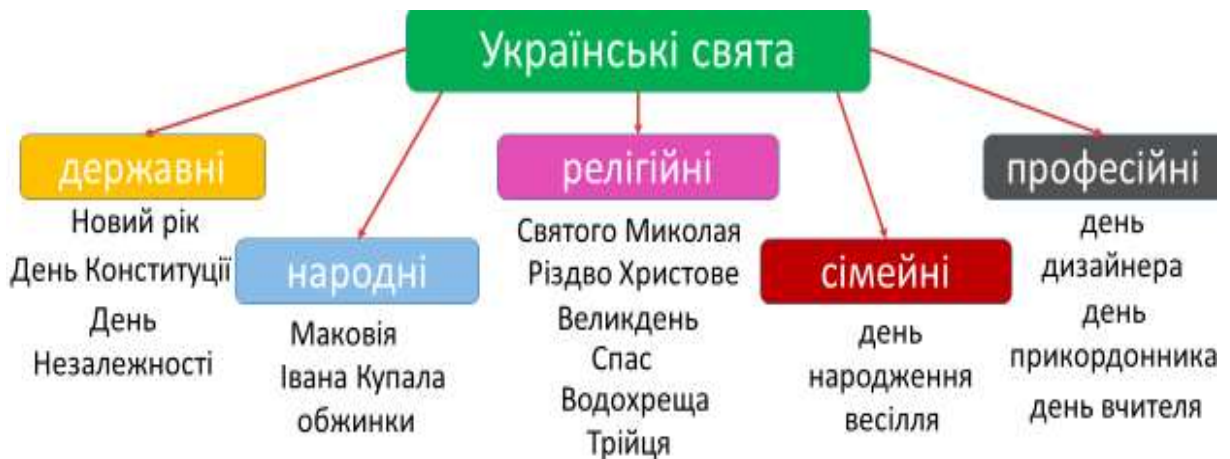 Українські свята
державні
Новий рік
День Конституції
День
Незалежності
народні
Маковія
Івана Купала
обжинки
релігійні
Святого Миколая
Різдво Христове
Великдень
Спас
Водохреща
Трійця
сімейні
день
народження
весілля
професійні
день
дизайнера
день
прикордонника
день вчителя